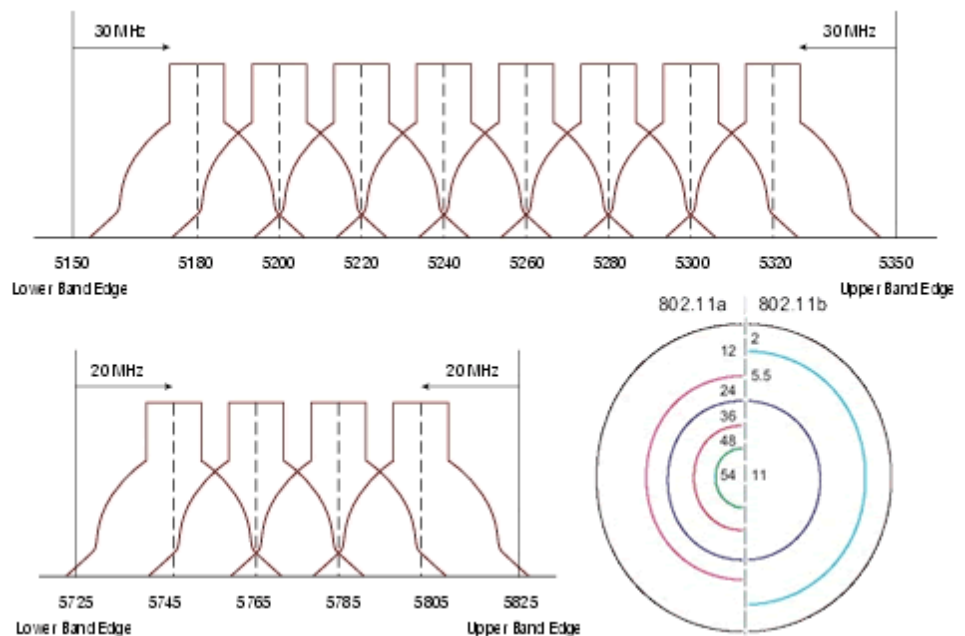 30 MHz 30 MHz
5150 5180 5200 5220 5240 5260 5280 5300 5320 5350
Lower Band Edge Upper Band Edge
802.11a 802.11b
2
12
5.5
24
36
48
54 11
20 MHz 20 MHz
5725 5745 5765 5785 5805 5825
Lower Band Edge Upper Band Edge